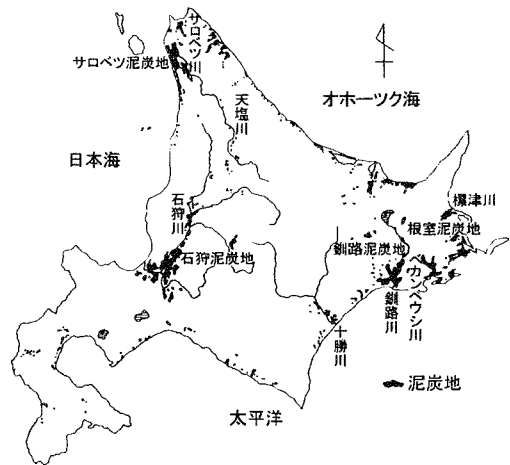 サロベツ川
サロベツ泥炭地
天塩川
オホーツク海
日本海
標津川
石狩川
根室泥炭地
釧路泥炭地
石狩泥炭地
ベカンベウシ川
釧路川
十勝川
泥炭地
太平洋